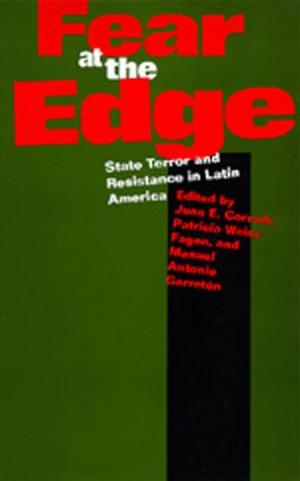 Fear
at the
Edge
State Terror and
Resistance in Latin
America
Edited by
Juan E. Corradi,
Patricia Weiss
Fagen, and
Manuel
Antonio
Garretón